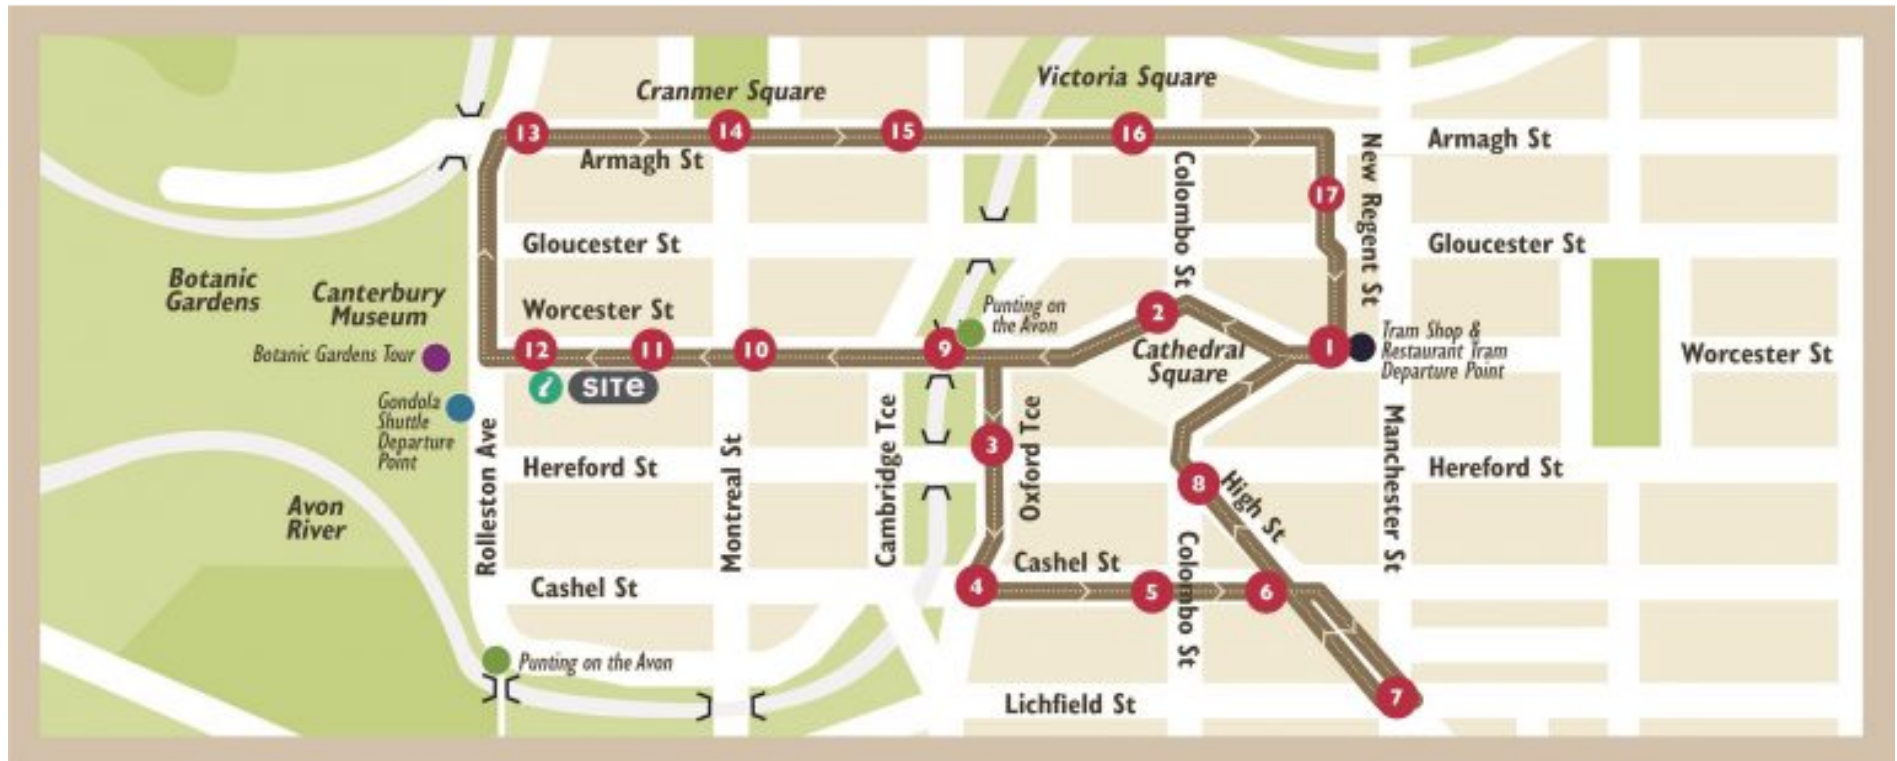 Cranmer Square
Victoria Square
13
14
15
16
Armagh St
Armagh St
17
New Regent St
Colombo St
Gloucester St
Gloucester St
Botanic
Gardens
Canterbury
Museum
Worcester St
Punting on
the Avon
2
Botanic Gardens Tour
12
11
10
9
Cathedral
Square
1
Tram Shop &
Restaurant Tram
Departure Point
Worcester St
i
SITE
Gondola
Shuttle
Departure
Point
Rolleston Ave
Montreal St
Cambridge Tce
3
Oxford Tce
Manchester St
Hereford St
Hereford St
8
High St
Avon
River
Cashel St
Cashel St
4
5
6
Colombo St
Punting on the Avon
Lichfield St
7